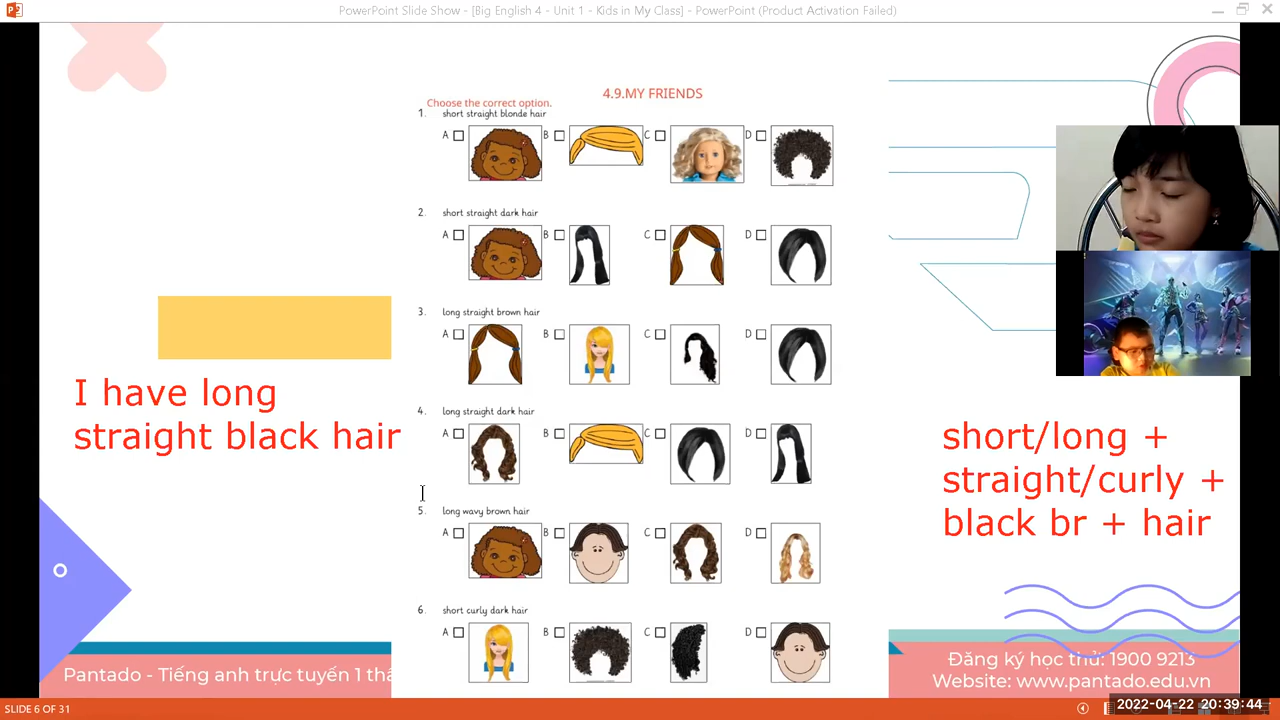 PowerPoint Slide Show - [Big English 4 - Unit 1 - Kids in My Class] - PowerPoint (Product Activation Failed)
4.9.MY FRIENDS
Choose the correct option.
1. short straight blonde hair
A B C D
2. short straight dark hair
A B C D
3. long straight brown hair
A B C D
4. long straight dark hair
A B C D
5. long wavy brown hair
A B C D
6 short curly dark hair
A B C D
I have long
straight black hair
short/long +
straight/curly +
black br + hair
Pantado - Tiếng anh trực tuyến 1 thầ
Đăng ký học thử: 1900 9213
Website: www.pantado.edu.vn
SLIDE 6 OF 31
2022-04-22 20:39:44